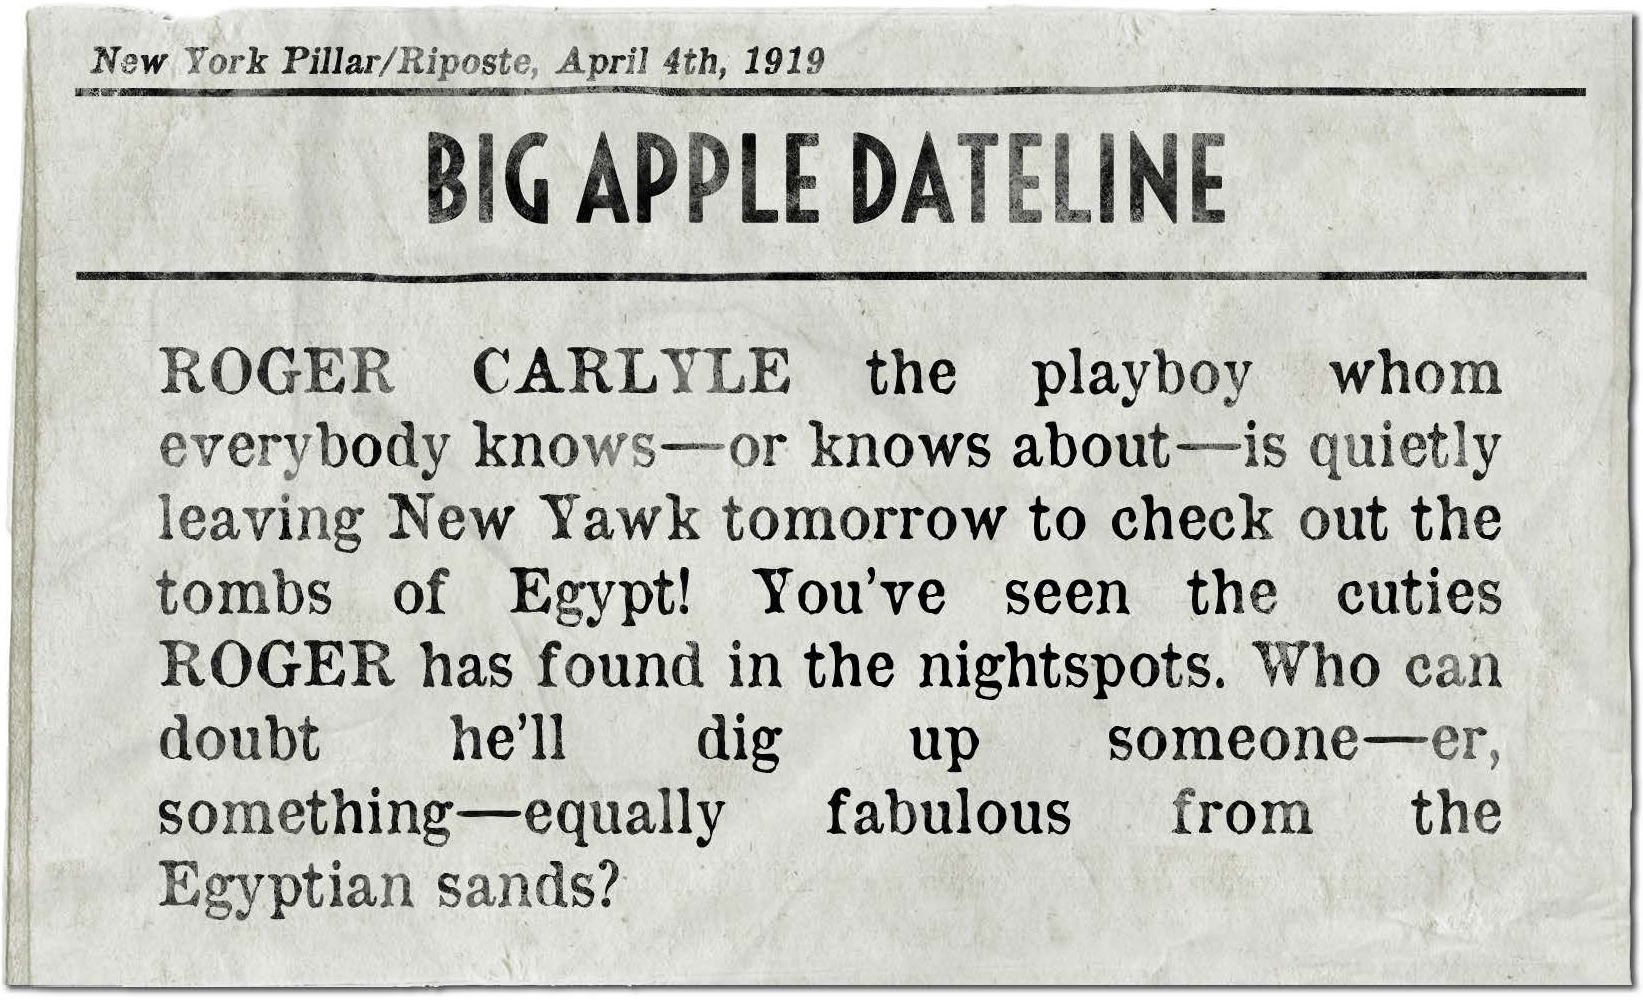 New York Pillar/Riposte, April 4th, 1919
BIG APPLE DATELINE
ROGER CARLYLE the playboy whom
everybody knows—or knows about—is quietly
leaving New Yawk tomorrow to check out the
tombs of Egypt! You've seen the cuties
ROGER has found in the nightspots. Who can
doubt he'll dig up someone—er,
something—equally fabulous from the
Egyptian sands?